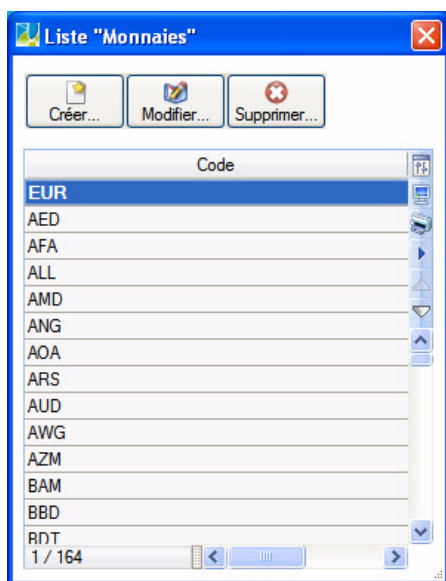 Liste "Monnaies"
Créer... Modifier... Supprimer...
Code
EUR
AED
AFA
ALL
AMD
ANG
AOA
ARS
AUD
AWG
AZM
BAM
BBD
BDT
1 / 164